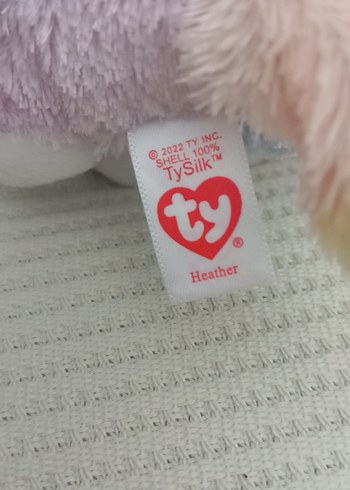 © 2022 TY INC.
SHELL 100%
TySilk™
ty®
Heather